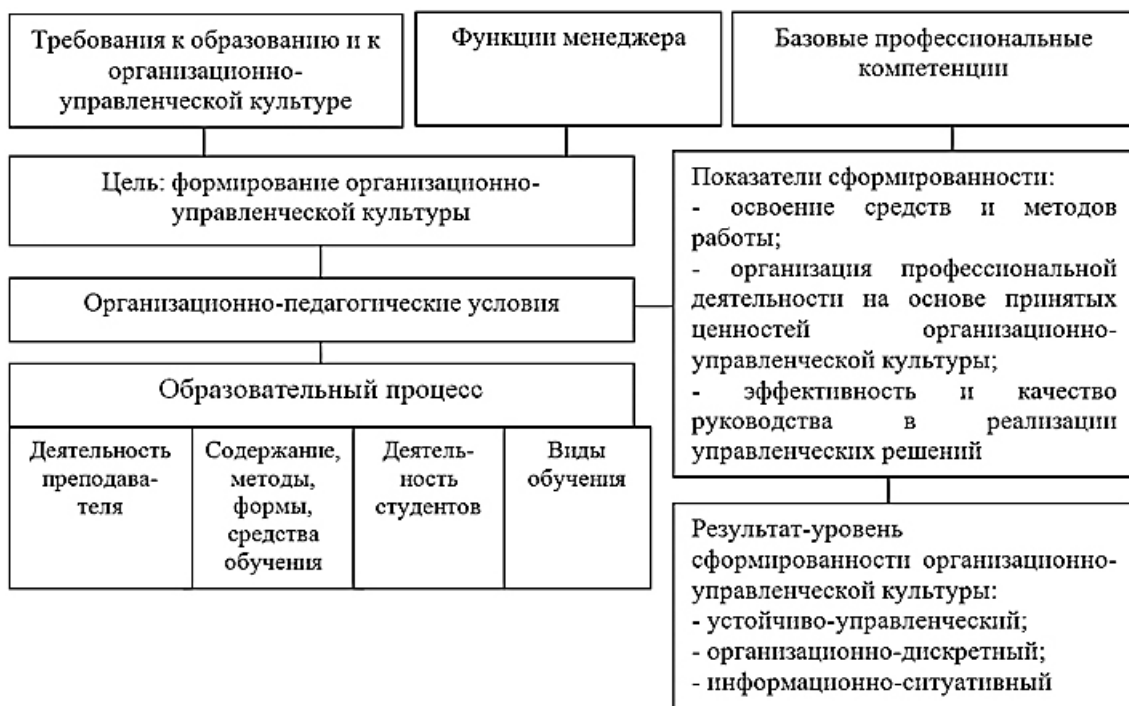 Требования к образованию и к
организационно-
управленческой культуре
Функции менеджера
Базовые профессиональные
компетенции
Цель: формирование организационно-
управленческой культуры
Организационно-педагогические условия
Образовательный процесс
Деятельность
преподава-
теля
Содержание,
методы,
формы,
средства
обучения
Деятель-
ность
студентов
Виды
обучения
Показатели сформированности:
- освоение средств и методов
работы;
- организация профессиональной
деятельности на основе принятых
ценностей организационно-
управленческой культуры;
- эффективность и качество
руководства в реализации
управленческих решений
Результат-уровень
сформированности организационно-
управленческой культуры:
- устойчиво-управленческий;
- организационно-дискретный;
- информационно-ситуативный